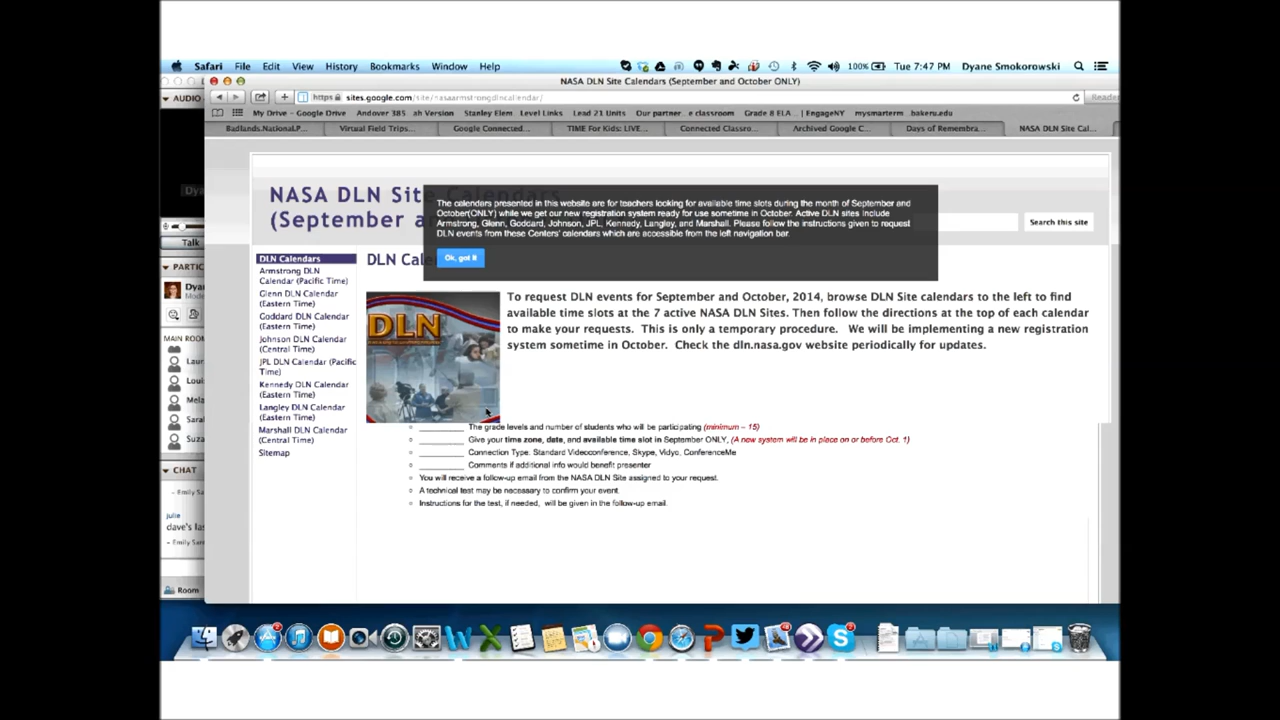 Safari File Edit View History Bookmarks Window Help 100% Tue 7:47 PM Dyane Smokorowski
NASA DLN Site Calendars (September and October ONLY)
AUDIO
https sites.google.com/site/nasaarmstrongdlncallendar/ Reader
My Drive - Google Drive Andover 385 ah Version Stanley Elem Level Links Lead 21 Units Our partner...e classroom Grade 8 ELA ... | EngageNY mysmarterm bakeru.edu
Badlands.NationalP... Virtual Field Trips... Google Connected... TIME For Kids: LIVE... Connected Classro... Archived Google C... Days of Remembra... NASA DLN Site Cal...
NASA DLN Site Calendars
(September a
The calendars presented in this website are for teachers looking for available time slots during the month of September and
October(ONLY) while we get our new registration system ready for use sometime in October. Active DLN sites include
Armstrong, Glenn, Godcard, Johnson, JPL, Kennedy, Langley, and Marshall. Please follow the instructions given to request
DLN events from these Centers' calendars which are accessible from the left navigation bar.
Ok, got it
Search this site
Dya
Talk
PARTIC
Dya
Mode
MAIN ROOM
Laur
Loui
Mela
Sara
Suza
CHAT
- Emily Sar
julie
dave's las
- Emily Sar
Room
DLN Calendars
Armstrong DLN
Calendar (Pacific Time)
Glenn DLN Calendar
(Eastern Time)
Goddard DLN Calendar
(Eastern Time)
Johnson DLN Calendar
(Central Time)
JPL DLN Calendar (Pacific
Time)
Kennedy DLN Calendar
(Eastern Time)
Langley DLN Calendar
(Eastern Time)
Marshall DLN Calendar
(Central Time)
Sitemap
DLN Cale
DLN
To request DLN events for September and October, 2014, browse DLN Site calendars to the left to find
available time slots at the 7 active NASA DLN Sites. Then follow the directions at the top of each calendar
to make your requests. This is only a temporary procedure. We will be implementing a new registration
system sometime in October. Check the dln.nasa.gov website periodically for updates.
The grade levels and number of students who will be participating (minimum – 15)
Give your time zone, date, and available time slot in September ONLY, (A new system will be in place on or before Oct. 1)
Connection Type: Standard Videoconference, Skype, Vidyo, ConferenceMe
Comments if additional info would benefit presenter
You will receive a follow-up email from the NASA DLN Site assigned to your request.
A technical test may be necessary to confirm your event.
Instructions for the test, if needed, will be given in the follow-up email.